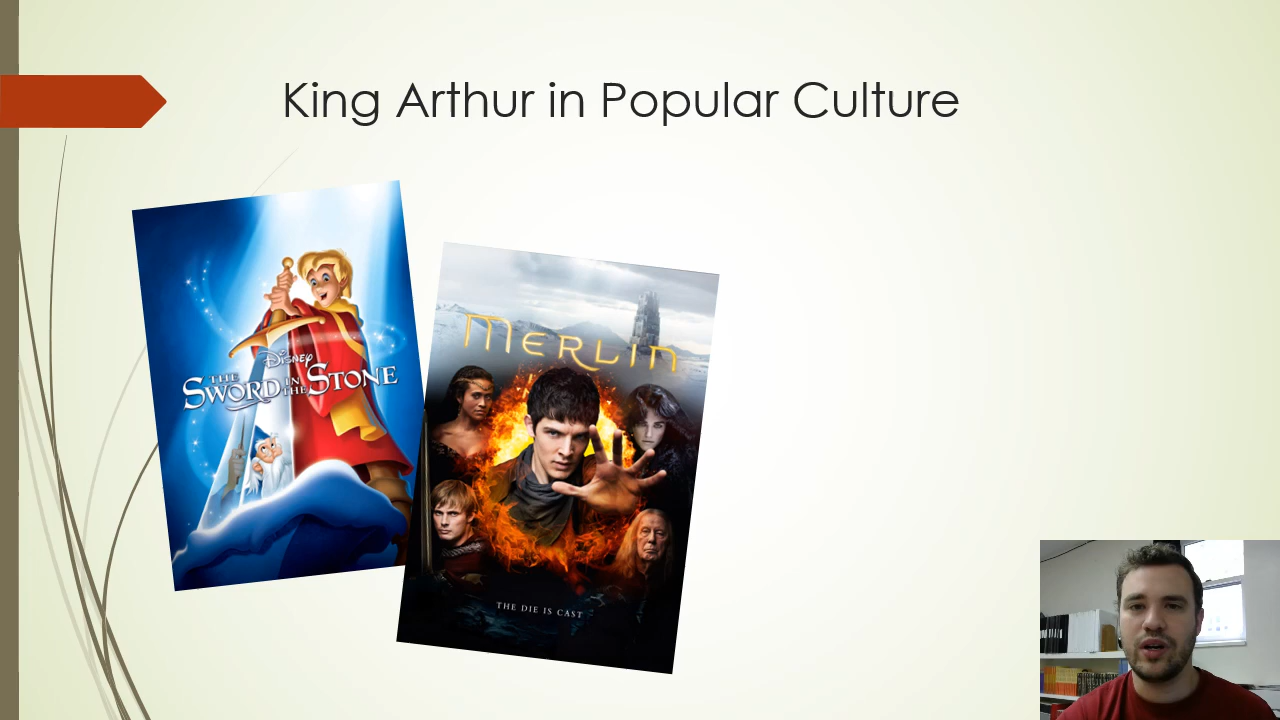 King Arthur in Popular Culture
Disney
THE
SWORD IN THE STONE
MERLIN
THE DIE IS CAST